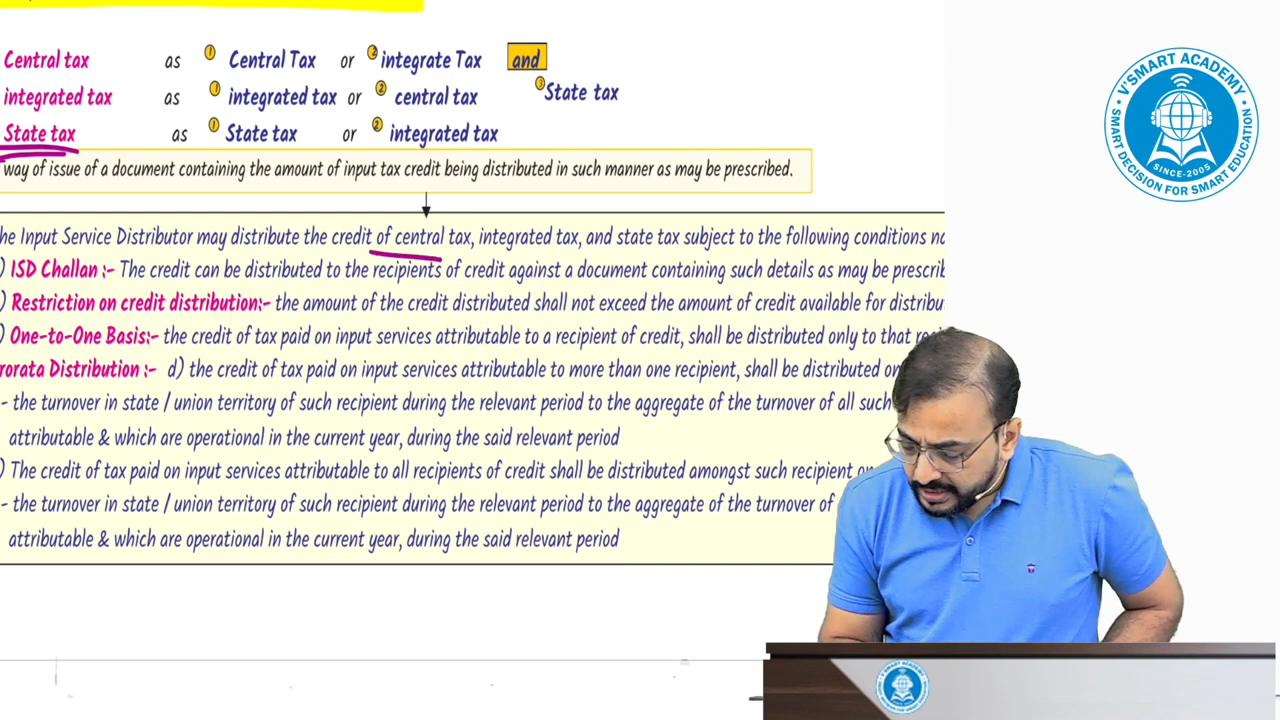 Central tax as 1 Central Tax or 2 integrate Tax and
integrated tax as 1 integrated tax or 2 central tax 3 State tax
State tax as 1 State tax or 2 integrated tax
way of issue of a document containing the amount of input tax credit being distributed in such manner as may be prescribed.
he Input Service Distributor may distribute the credit of central tax, integrated tax, and state tax subject to the following conditions
) ISD Challan :- The credit can be distributed to the recipients of credit against a document containing such details as may be prescrib
) Restriction on credit distribution:- the amount of the credit distributed shall not exceed the amount of credit available for distribu
) One-to-One Basis:- the credit of tax paid on input services attributable to a recipient of credit, shall be distributed only to that
rorata Distribution :- d) the credit of tax paid on input services attributable to more than one recipient, shall be distributed
- the turnover in state / union territory of such recipient during the relevant period to the aggregate of the turnover of all such
attributable & which are operational in the current year, during the said relevant period
) The credit of tax paid on input services attributable to all recipients of credit shall be distributed amongst such recipient
- the turnover in state / union territory of such recipient during the relevant period to the aggregate of the turnover of
attributable & which are operational in the current year, during the said relevant period
V'SMART ACADEMY
SINCE-2005
SMART DECISION FOR SMART EDUCATION